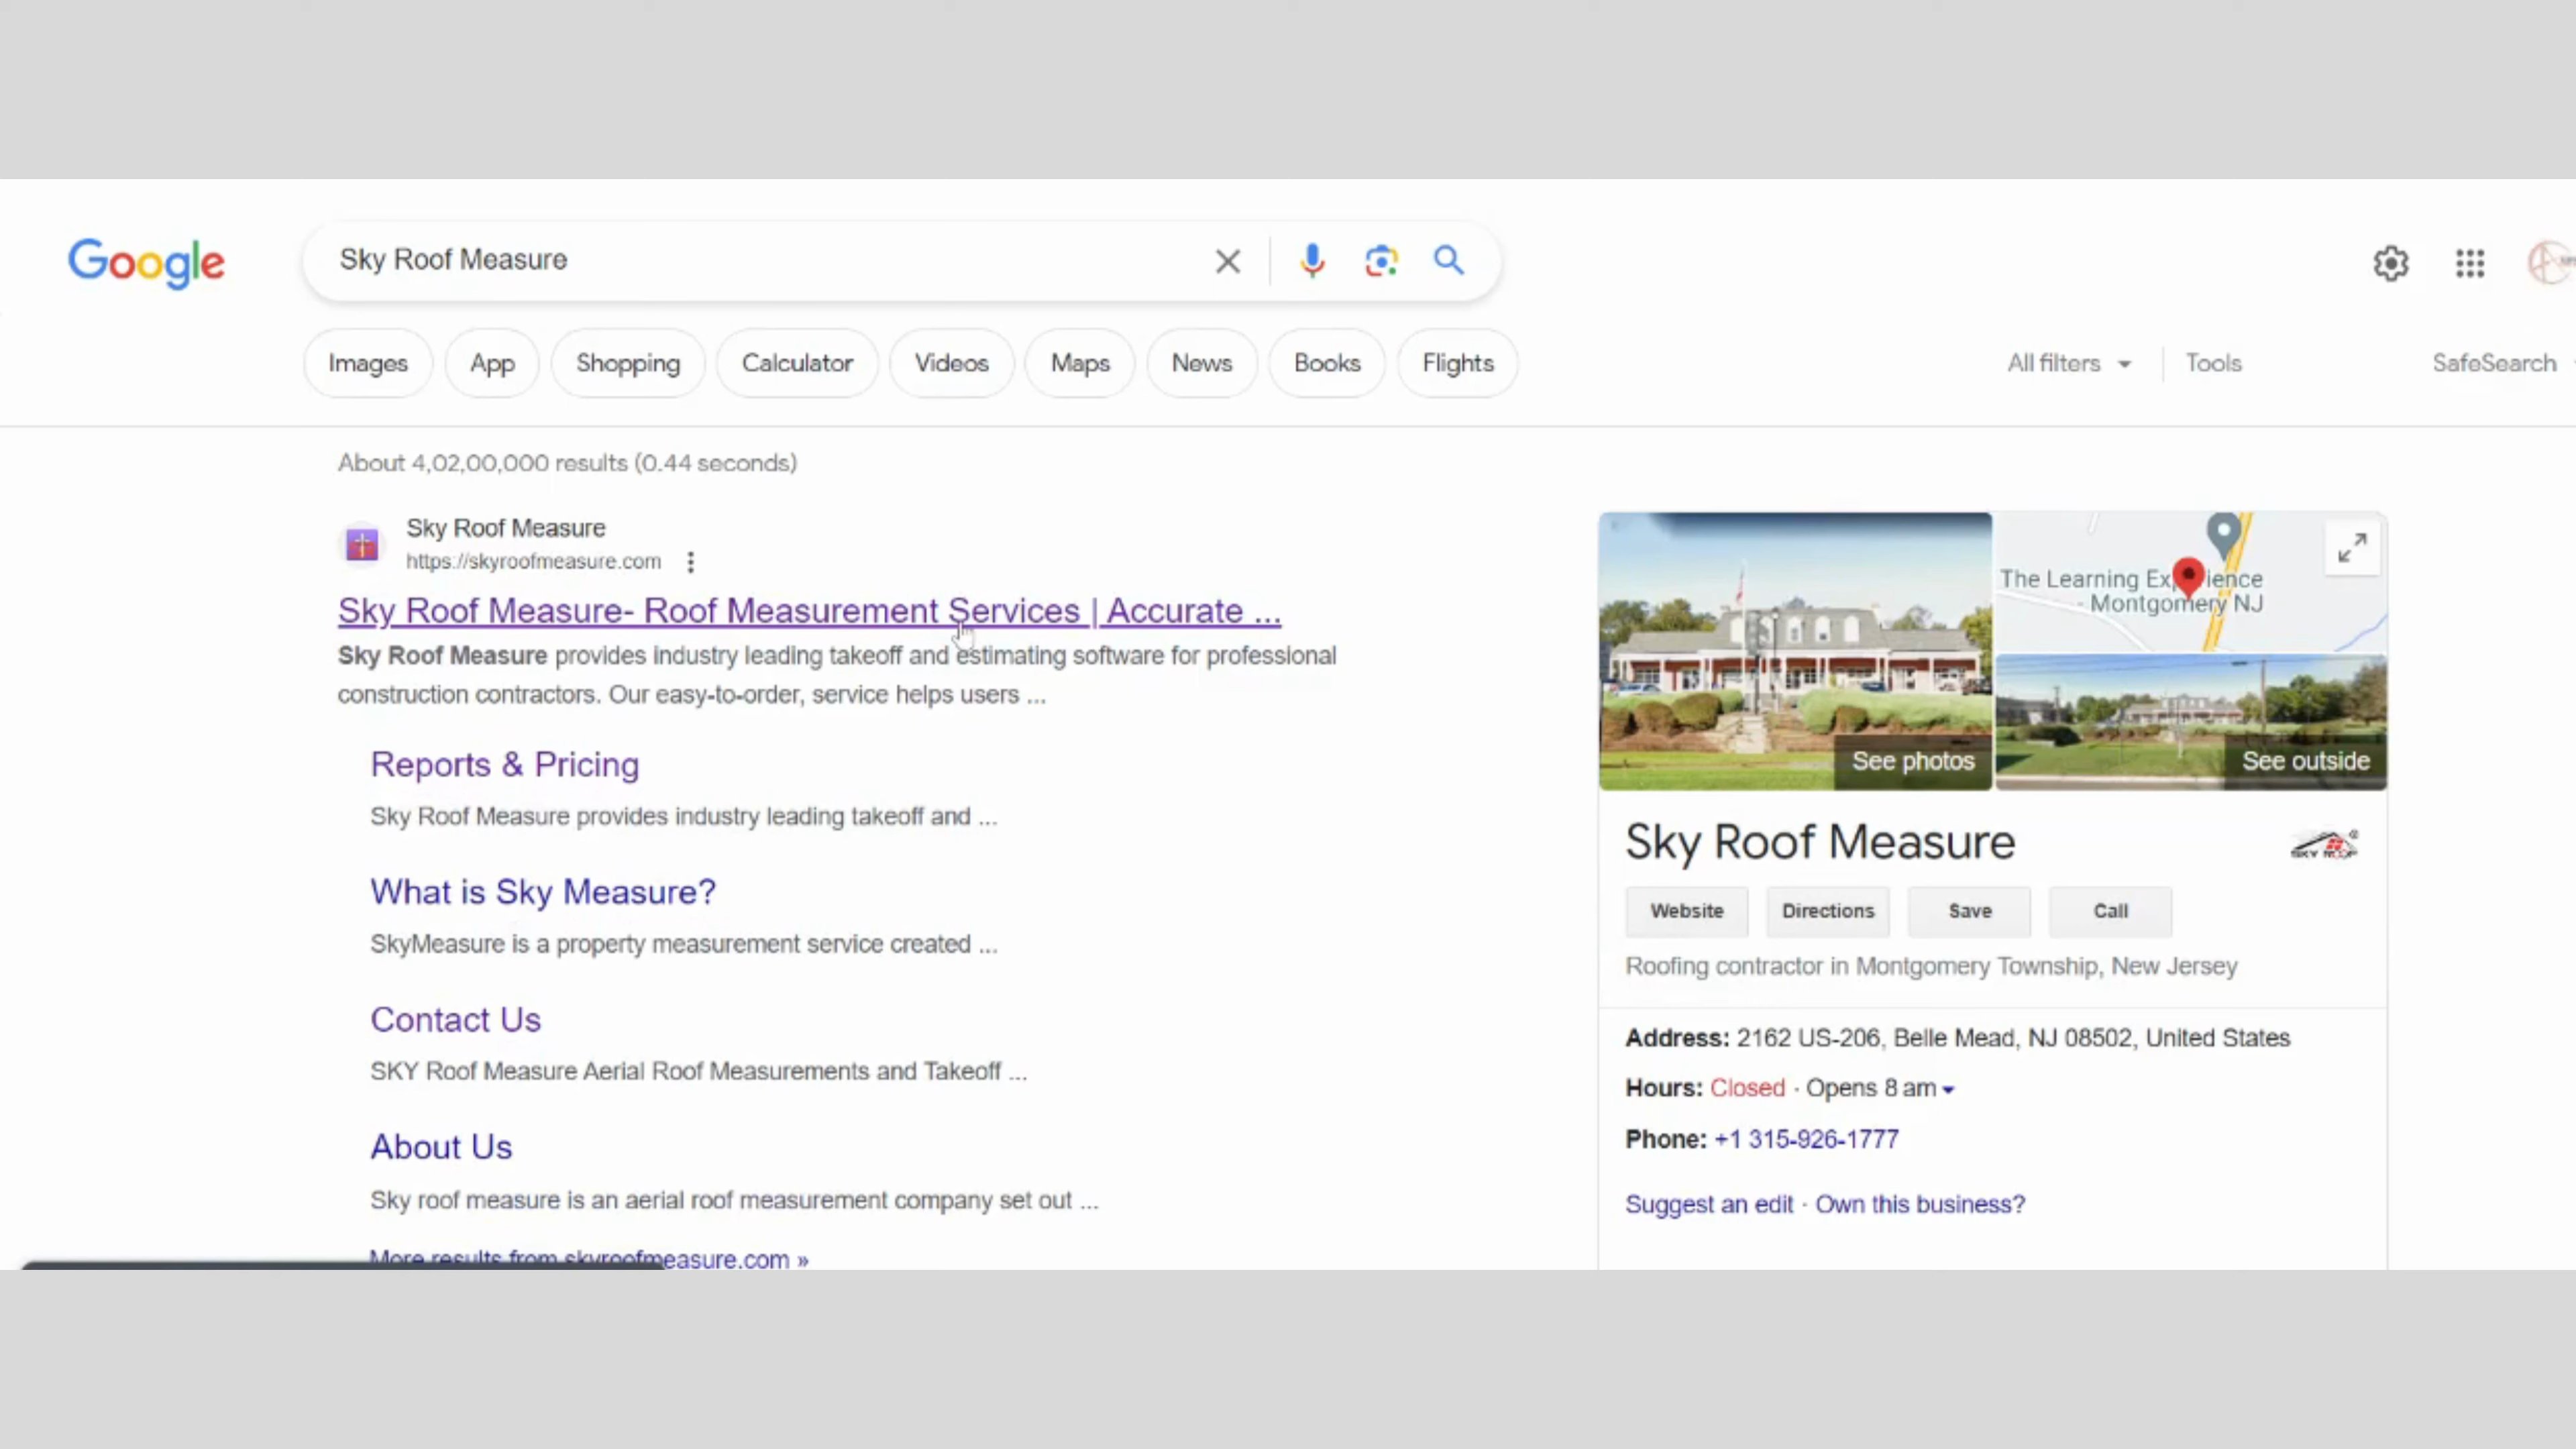 Google
Sky Roof Measure
Images
App
Shopping
Calculator
Videos
Maps
News
Books
Flights
All filters
Tools
SafeSearch
About 4,02,00,000 results (0.44 seconds)
Sky Roof Measure
https://skyroofmeasure.com
Sky Roof Measure- Roof Measurement Services | Accurate ...
Sky Roof Measure provides industry leading takeoff and estimating software for professional
construction contractors. Our easy-to-order, service helps users ...
Reports & Pricing
Sky Roof Measure provides industry leading takeoff and ...
What is Sky Measure?
SkyMeasure is a property measurement service created ...
Contact Us
SKY Roof Measure Aerial Roof Measurements and Takeoff ...
About Us
Sky roof measure is an aerial roof measurement company set out ...
More results from skyroofmeasure.com »
The Learning Experience
- Montgomery NJ
See photos
See outside
Sky Roof Measure
SKY ROOF
Website
Directions
Save
Call
Roofing contractor in Montgomery Township, New Jersey
Address: 2162 US-206, Belle Mead, NJ 08502, United States
Hours: Closed · Opens 8 am
Phone: +1 315-926-1777
Suggest an edit · Own this business?